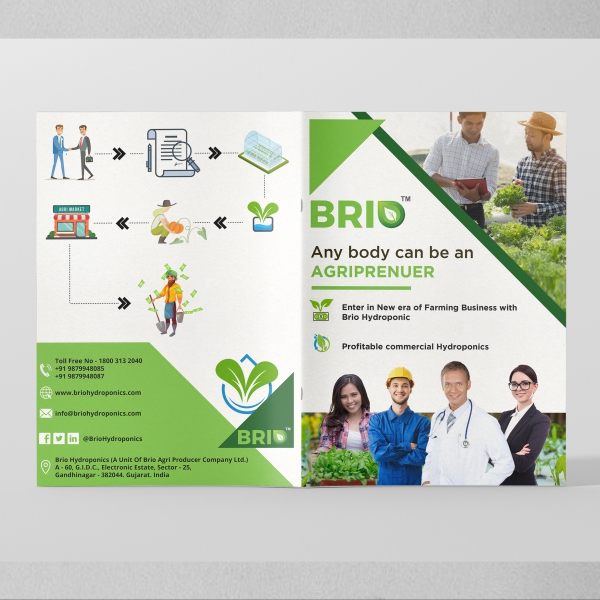 AGRI MARKET
Toll Free No - 1800 313 2040
+91 9879948085
+91 9879948087
www.briohydroponics.com
info@briohydroponics.com
@BrioHydroponics
Brio Hydroponics (A Unit Of Brio Agri Producer Company Ltd.)
A - 60, G.I.D.C., Electronic Estate, Sector - 25,
Gandhinagar - 382044. Gujarat. India
BRIO™
BRIO™
Any body can be an
AGRIPRENUER
Enter in New era of Farming Business with
Brio Hydroponic
Profitable commercial Hydroponics